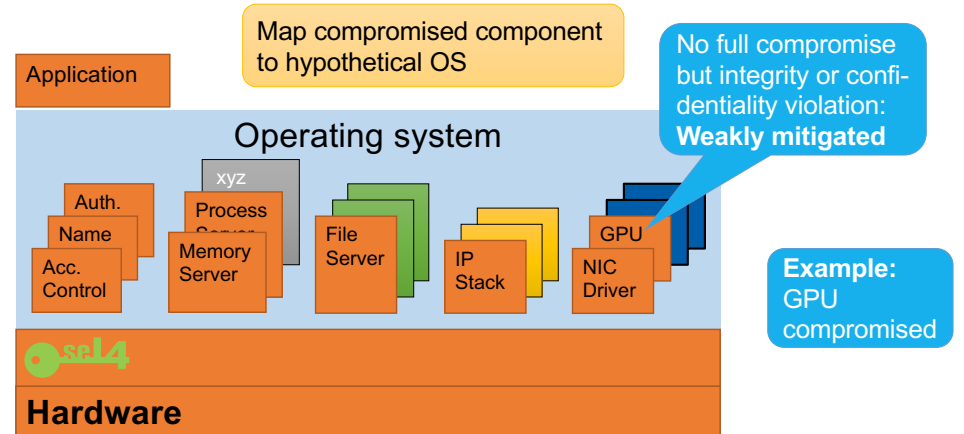 Map compromised component
to hypothetical OS
No full compromise
but integrity or confi-
dentiality violation:
Weakly mitigated
Application
Operating system
xyz
Auth.
Name
Acc.
Control
Process
Server
Memory
Server
File
Server
IP
Stack
GPU
NIC
Driver
Example:
GPU
compromised
seL4
Hardware